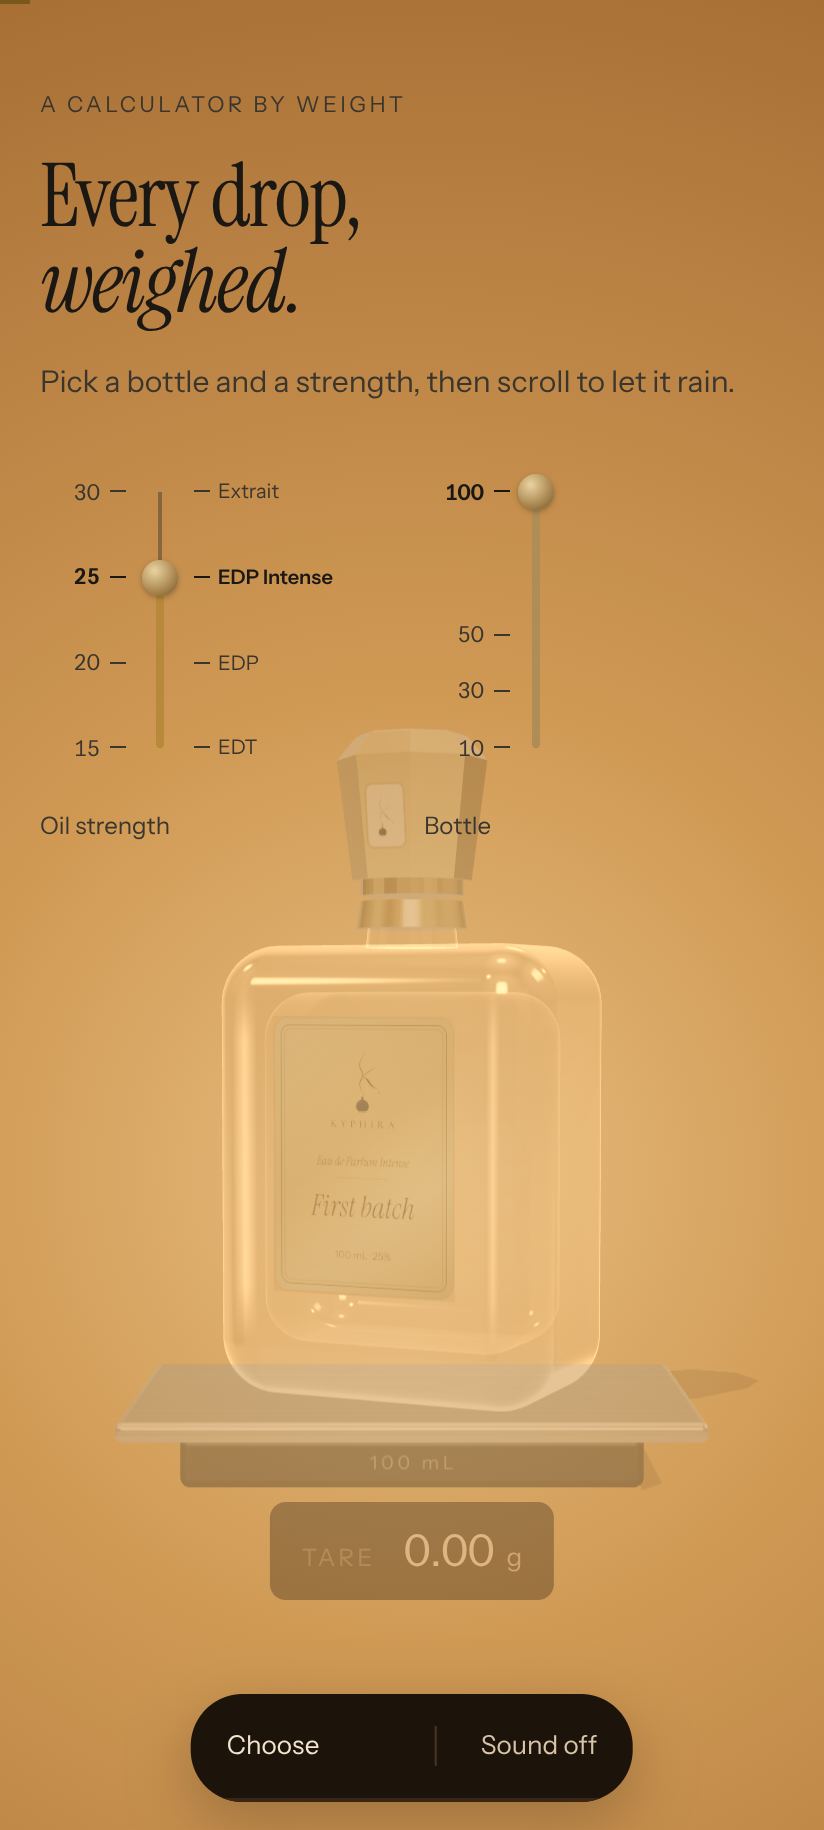 A CALCULATOR BY WEIGHT
Every drop,
weighed.
Pick a bottle and a strength, then scroll to let it rain.
30 Extrait
25 EDP Intense
20 EDP
15 EDT
Oil strength
100
50
30
10
Bottle
KYPHIRA
Eau de Parfum Intense
First batch
100 mL · 25%
100 mL
TARE 0.00 g
Choose
Sound off